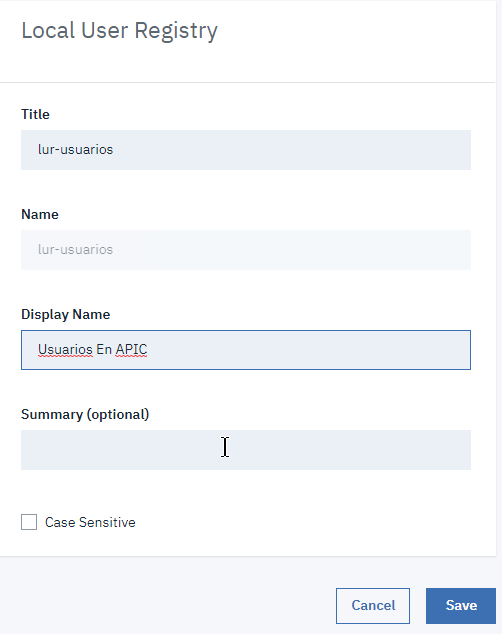 Local User Registry
Title
lur-usuarios
Name
lur-usuarios
Display Name
Usuarios En APIC
Summary (optional)
Case Sensitive
Cancel Save